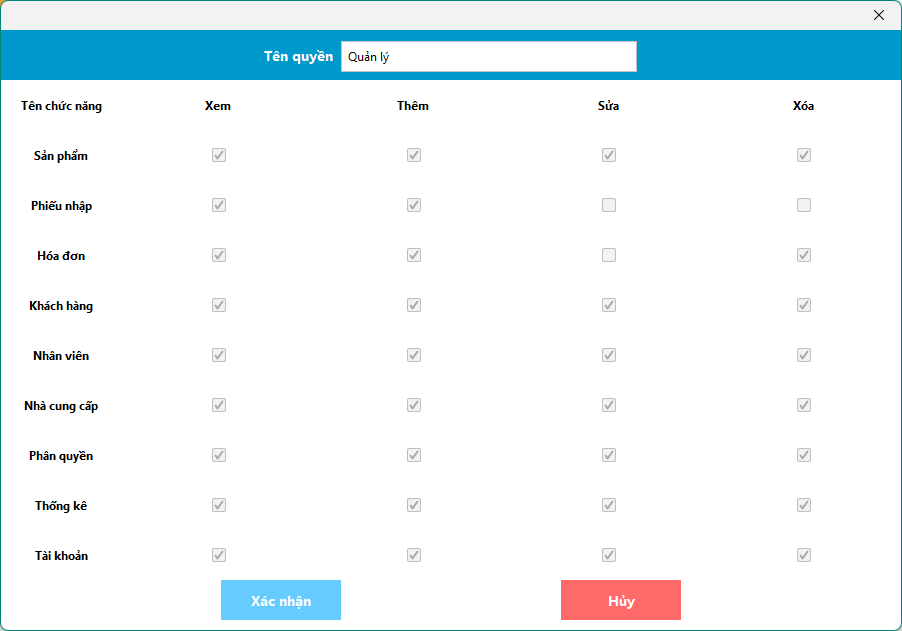 Tên quyền Quản lý
Tên chức năng Xem Thêm Sửa Xóa
Sản phẩm
Phiếu nhập
Hóa đơn
Khách hàng
Nhân viên
Nhà cung cấp
Phân quyền
Thống kê
Tài khoản
Xác nhận Hủy